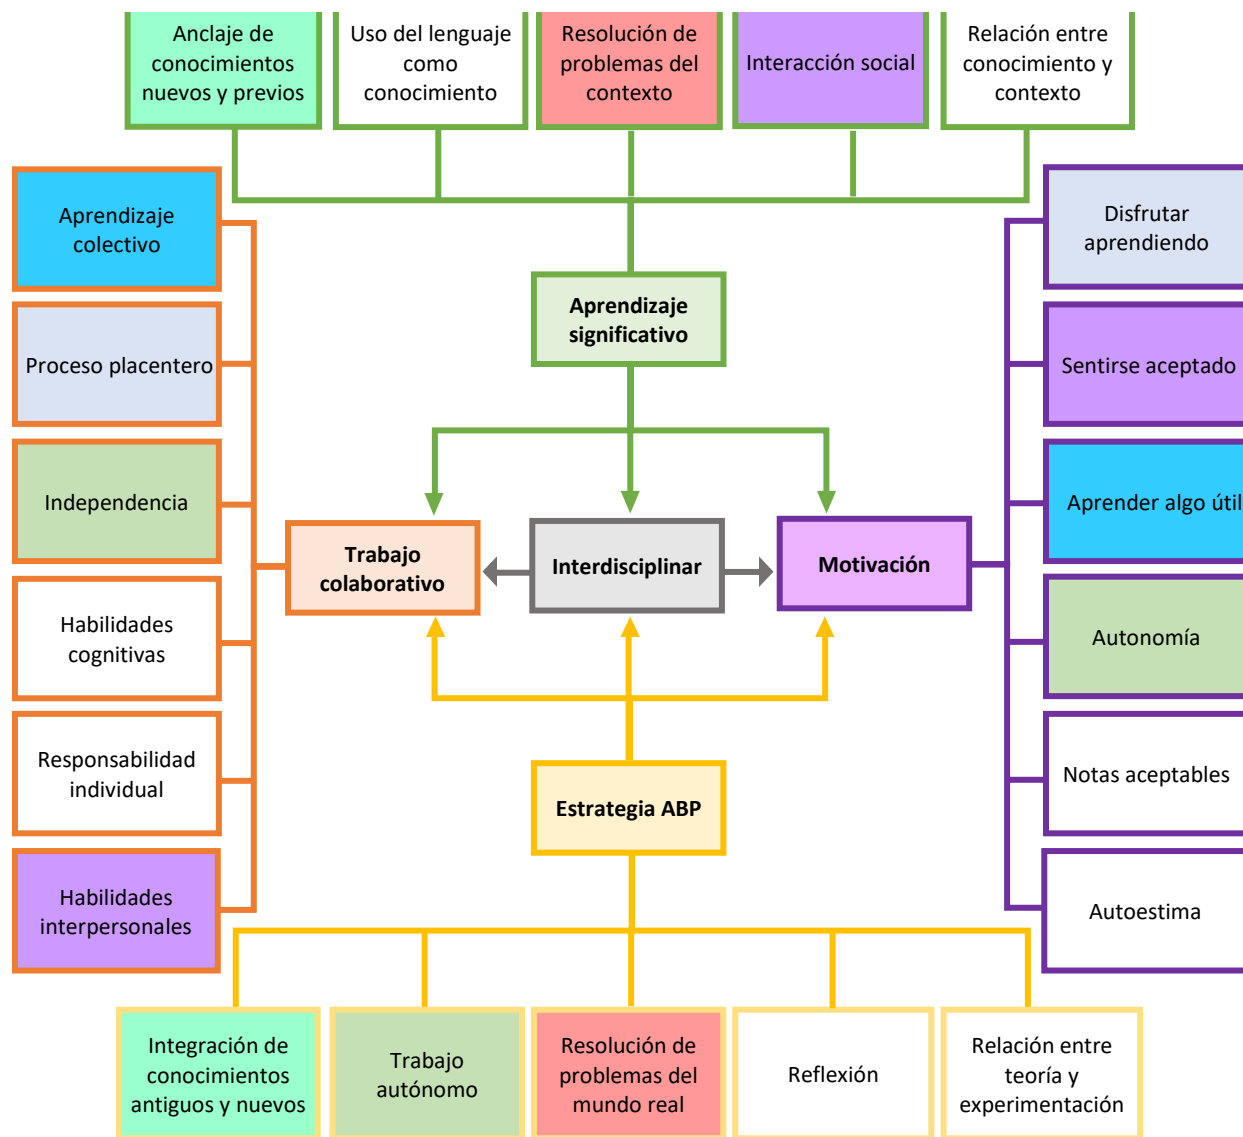 Anclaje de
conocimientos
nuevos y previos
Uso del lenguaje
como
conocimiento
Resolución de
problemas del
contexto
Interacción social
Relación entre
conocimiento y
contexto
Aprendizaje
colectivo
Proceso placentero
Independencia
Habilidades
cognitivas
Responsabilidad
individual
Habilidades
interpersonales
Aprendizaje
significativo
Trabajo
colaborativo
Interdisciplinar
Motivación
Estrategia ABP
Disfrutar
aprendiendo
Sentirse aceptado
Aprender algo útil
Autonomía
Notas aceptables
Autoestima
Integración de
conocimientos
antiguos y nuevos
Trabajo
autónomo
Resolución de
problemas del
mundo real
Reflexión
Relación entre
teoría y
experimentación